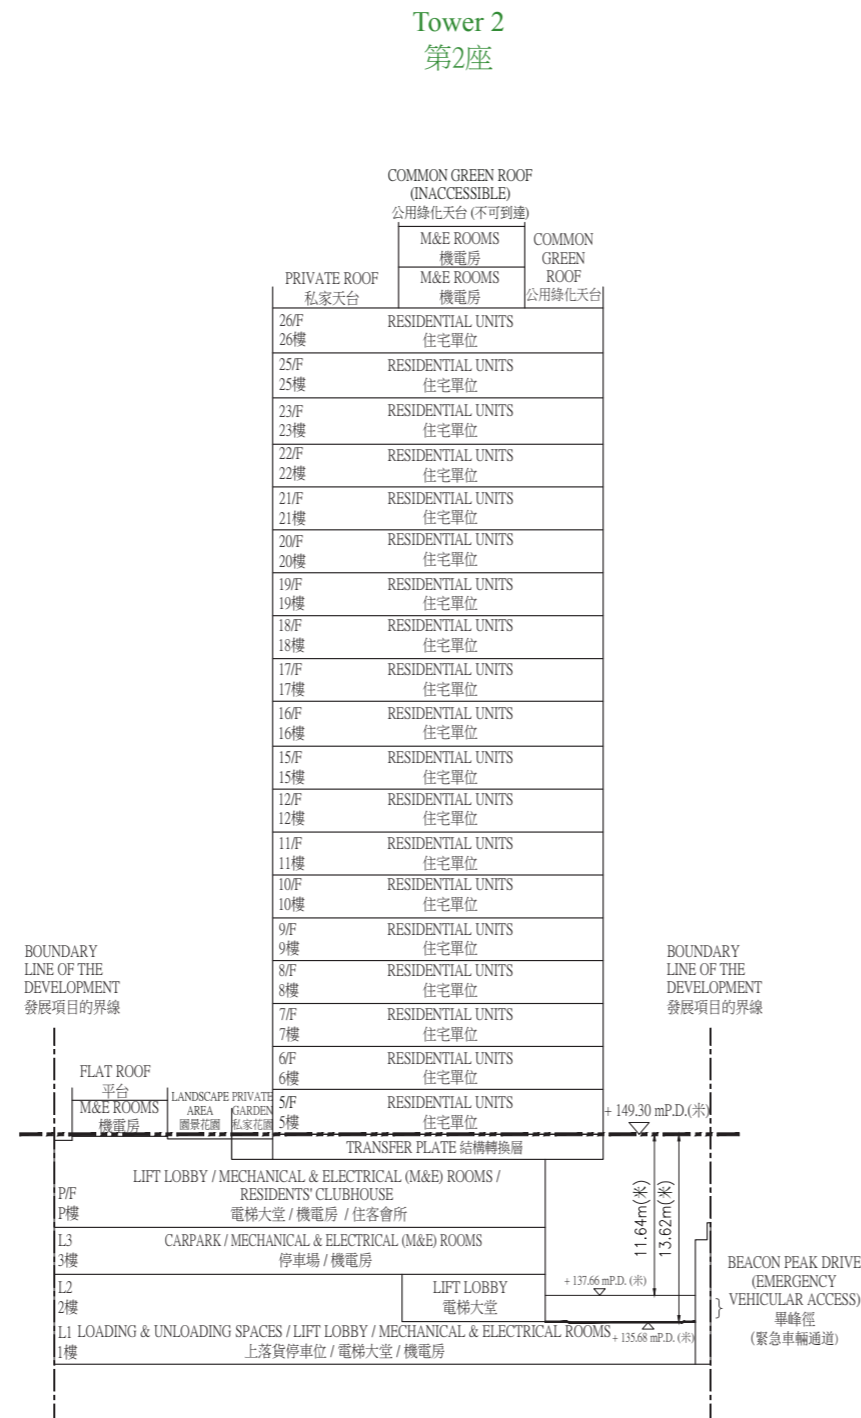 Tower 2
第2座
COMMON GREEN ROOF
(INACCESSIBLE)
公用綠化天台 (不可到達)
M&E ROOMS
機電房
M&E ROOMS
機電房
COMMON
GREEN
ROOF
公用綠化天台
PRIVATE ROOF
私家天台
26/F RESIDENTIAL UNITS
26樓 住宅單位
25/F RESIDENTIAL UNITS
25樓 住宅單位
23/F RESIDENTIAL UNITS
23樓 住宅單位
22/F RESIDENTIAL UNITS
22樓 住宅單位
21/F RESIDENTIAL UNITS
21樓 住宅單位
20/F RESIDENTIAL UNITS
20樓 住宅單位
19/F RESIDENTIAL UNITS
19樓 住宅單位
18/F RESIDENTIAL UNITS
18樓 住宅單位
17/F RESIDENTIAL UNITS
17樓 住宅單位
16/F RESIDENTIAL UNITS
16樓 住宅單位
15/F RESIDENTIAL UNITS
15樓 住宅單位
12/F RESIDENTIAL UNITS
12樓 住宅單位
11/F RESIDENTIAL UNITS
11樓 住宅單位
10/F RESIDENTIAL UNITS
10樓 住宅單位
9/F RESIDENTIAL UNITS
9樓 住宅單位
8/F RESIDENTIAL UNITS
8樓 住宅單位
7/F RESIDENTIAL UNITS
7樓 住宅單位
6/F RESIDENTIAL UNITS
6樓 住宅單位
5/F RESIDENTIAL UNITS
5樓 住宅單位
BOUNDARY
LINE OF THE
DEVELOPMENT
發展項目的界線
BOUNDARY
LINE OF THE
DEVELOPMENT
發展項目的界線
FLAT ROOF
平台
M&E ROOMS
機電房
LANDSCAPE
AREA
園景花園
PRIVATE
GARDEN
私家花園
+ 149.30 mP.D.(米)
TRANSFER PLATE 結構轉換層
LIFT LOBBY / MECHANICAL & ELECTRICAL (M&E) ROOMS /
P/F RESIDENTS' CLUBHOUSE
P樓 電梯大堂 / 機電房 / 住客會所
L3 CARPARK / MECHANICAL & ELECTRICAL (M&E) ROOMS
3樓 停車場 / 機電房
L2 LIFT LOBBY
2樓 電梯大堂
L1 LOADING & UNLOADING SPACES / LIFT LOBBY / MECHANICAL & ELECTRICAL ROOMS
1樓 上落貨停車位 / 電梯大堂 / 機電房
11.64m(米)
13.62m(米)
+ 137.66 mP.D. (米)
+ 135.68 mP.D. (米)
BEACON PEAK DRIVE
(EMERGENCY
VEHICULAR ACCESS)
畢峰徑
(緊急車輛通道)